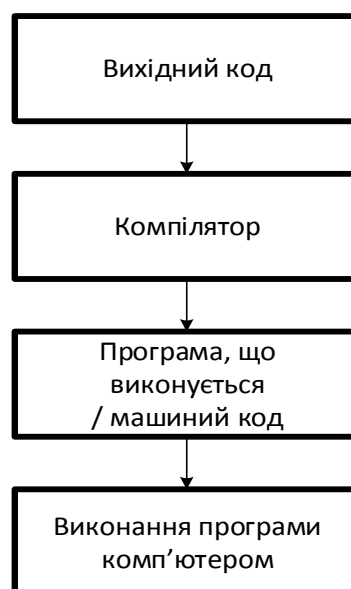 Вихідний код
Компілятор
Програма, що
виконується
/ машиний код
Виконання програми
комп’ютером